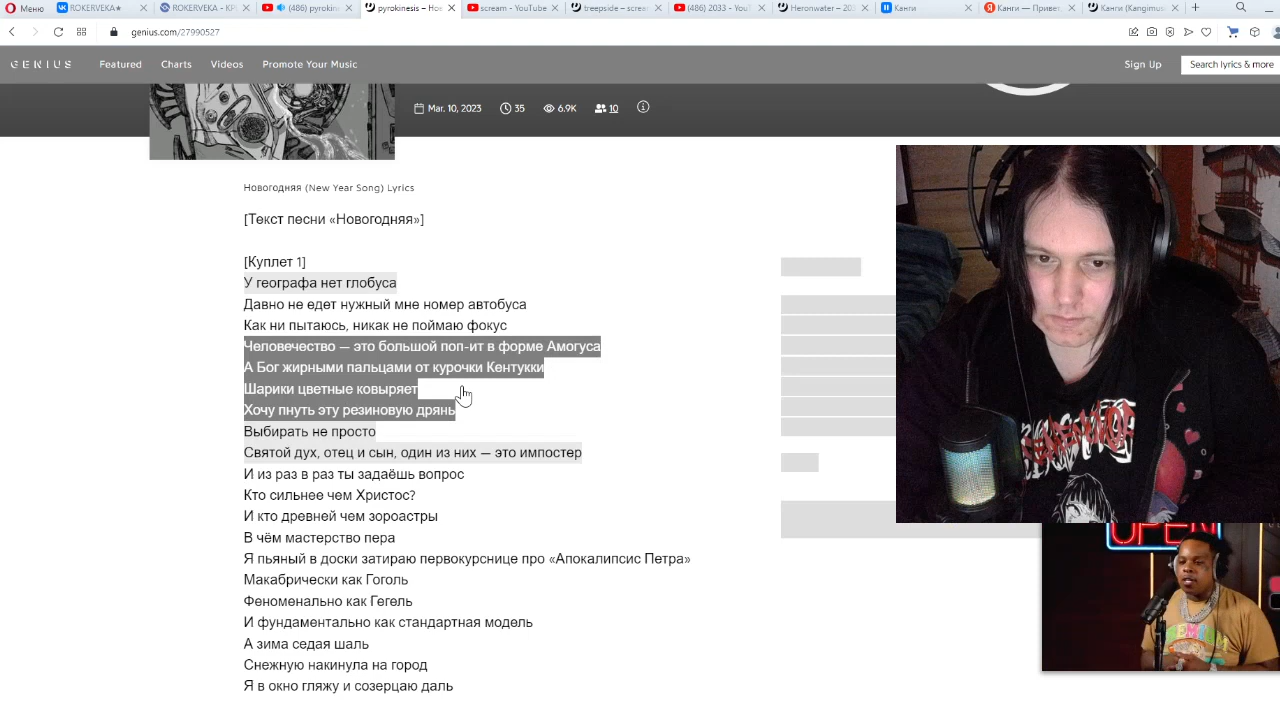 Меню
ROKERVEKA★
ROKERVEKA - КР
(486) pyrokin
pyrokinesis – Но
scream - YouTube
treepside – screa
(486) 2033 - YouT
Heronwater – 20
Канги
Канги — Привет
Канги (Kangimus
genius.com/27990527
GENIUS
Featured
Charts
Videos
Promote Your Music
Sign Up
Search lyrics & more
Mar. 10, 2023
35
6.9K
10
Новогодняя (New Year Song) Lyrics
[Текст песни «Новогодняя»]
[Куплет 1]
У географа нет глобуса
Давно не едет нужный мне номер автобуса
Как ни пытаюсь, никак не поймаю фокус
Человечество — это большой поп-ит в форме Амогуса
А Бог жирными пальцами от курочки Кентукки
Шарики цветные ковыряет
Хочу пнуть эту резиновую дрянь
Выбирать не просто
Святой дух, отец и сын, один из них — это импостер
И из раз в раз ты задаёшь вопрос
Кто сильнее чем Христос?
И кто древней чем зороастры
В чём мастерство пера
Я пьяный в доски затираю первокурснице про «Апокалипсис Петра»
Макабрически как Гоголь
Феноменально как Гегель
И фундаментально как стандартная модель
А зима седая шаль
Снежную накинула на город
Я в окно гляжу и созерцаю даль
OPEN